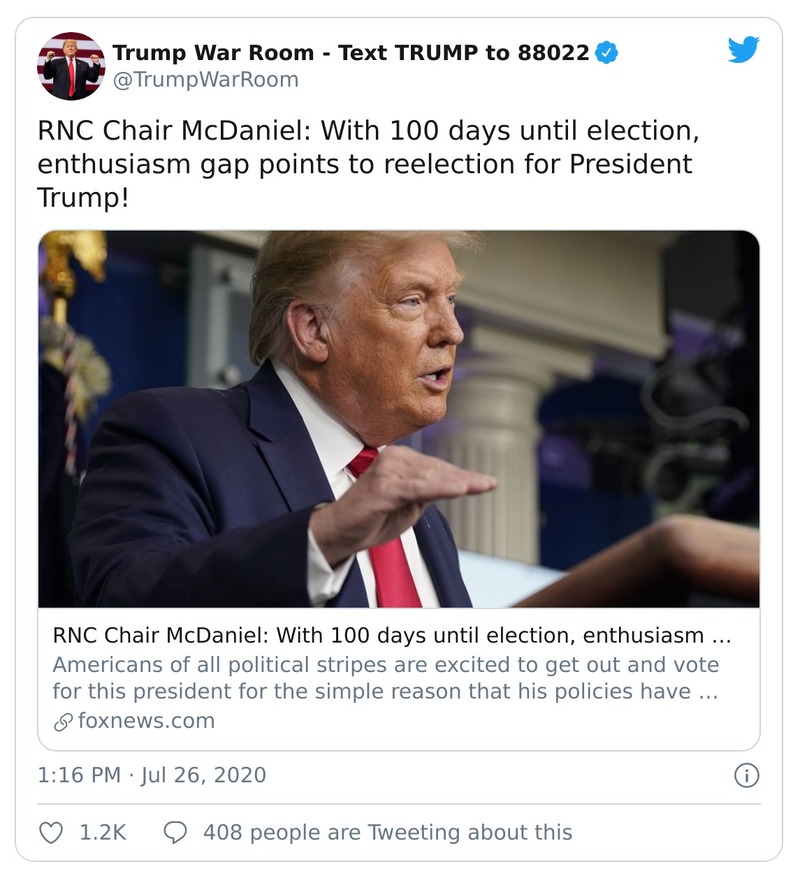 Trump War Room - Text TRUMP to 88022
@TrumpWarRoom
RNC Chair McDaniel: With 100 days until election,
enthusiasm gap points to reelection for President
Trump!
RNC Chair McDaniel: With 100 days until election, enthusiasm ...
Americans of all political stripes are excited to get out and vote
for this president for the simple reason that his policies have ...
foxnews.com
1:16 PM · Jul 26, 2020
1.2K 408 people are Tweeting about this